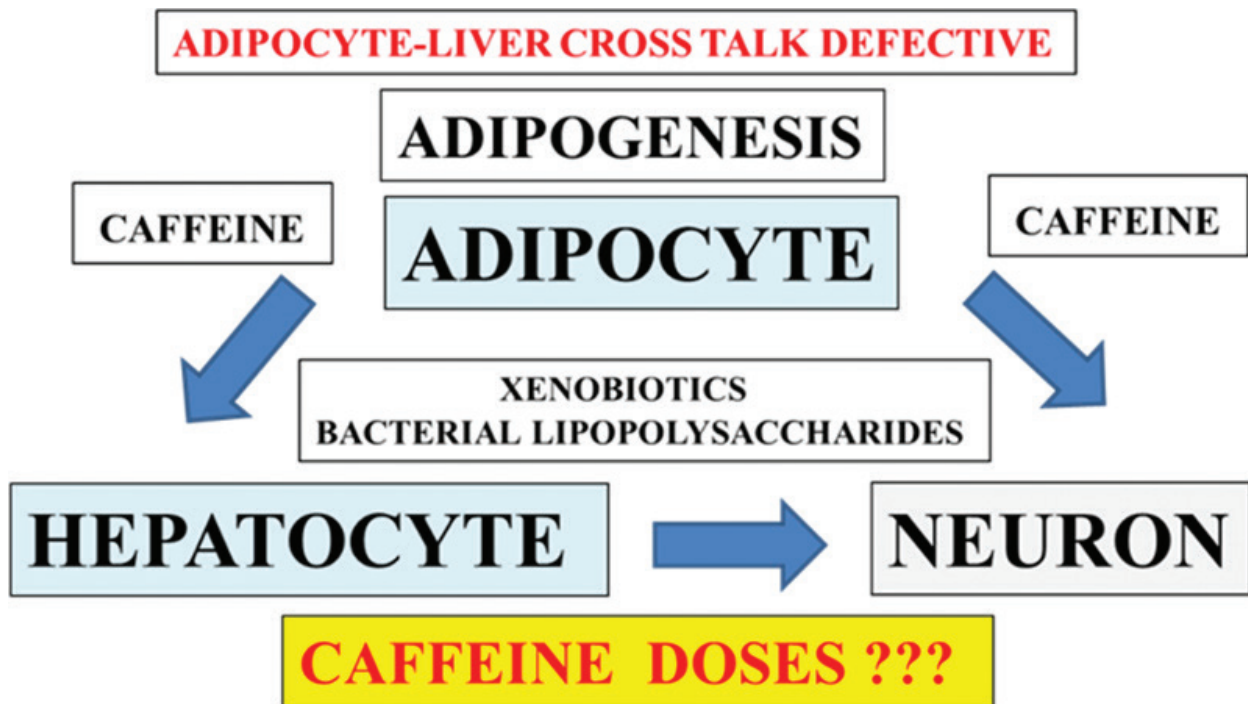 ADIPOCYTE-LIVER CROSS TALK DEFECTIVE
ADIPOGENESIS
CAFFEINE
CAFFEINE
ADIPOCYTE
XENOBIOTICS
BACTERIAL LIPOPOLYSACCHARIDES
HEPATOCYTE
NEURON
CAFFEINE DOSES ???